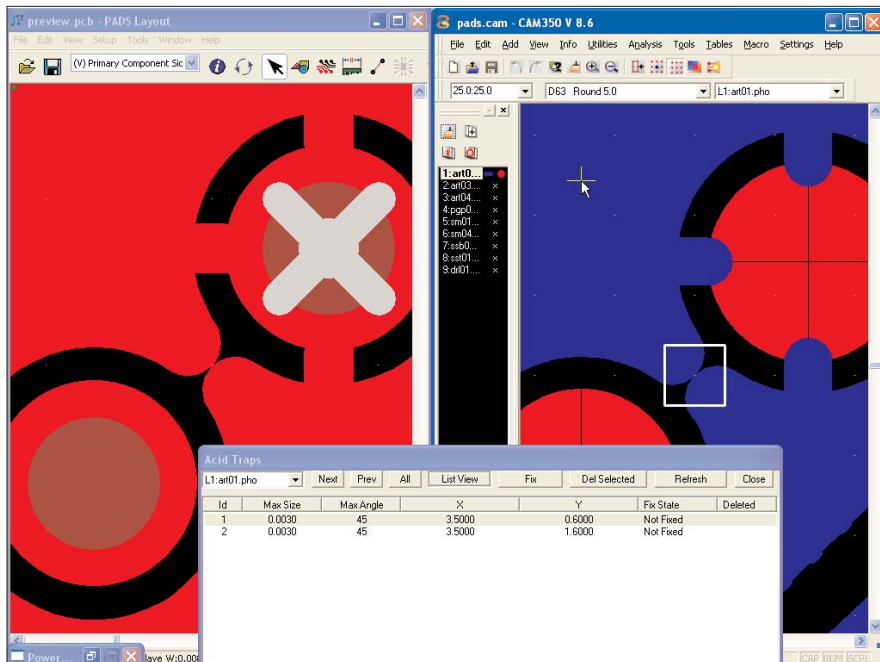 preview.pcb - PADS Layout
File Edit View Setup Tools Window Help
(V) Primary Component Sic
pads.cam - CAM350 V 8.6
File Edit Add View Info Utilities Analysis Tools Tables Macro Settings Help
25.0:25.0 D63 Round 5.0 L1:art01.pho
1:art0...
2:art03....
3:art04....
4:pgp0...
5:sm01...
6:sm04...
7:ssb0...
8:sst01...
9:drl01....
Acid Traps
L1:art01.pho Next Prev All List View Fix Del Selected Refresh Close
Id Max Size Max Angle X Y Fix State Deleted
1 0.0030 45 3.5000 0.6000 Not Fixed
2 0.0030 45 3.5000 1.6000 Not Fixed
Power...
CAP NUM SCRL